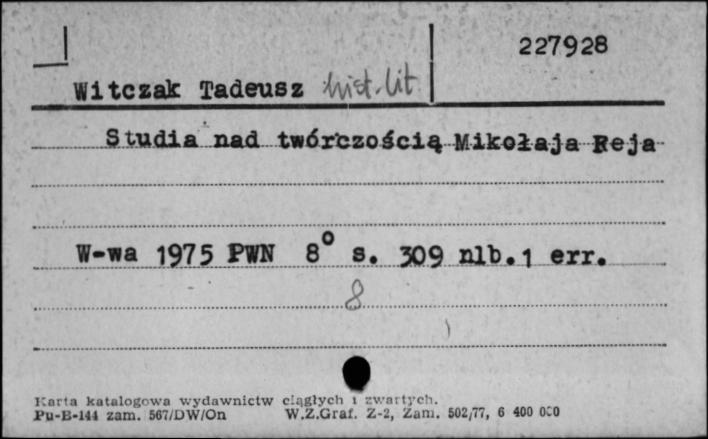 227928
Witczak Tadeusz hist. lit
Studia nad twórczością Mikołaja Reja
W-wa 1975 PWN 8° s. 309 nlb.1 err.
8
Karta katalogowa wydawnictw ciągłych i zwartych.
Pu-B-144 zam. 567/DW/On W.Z.Graf. Z-2, Zam. 502/77, 6 400 000